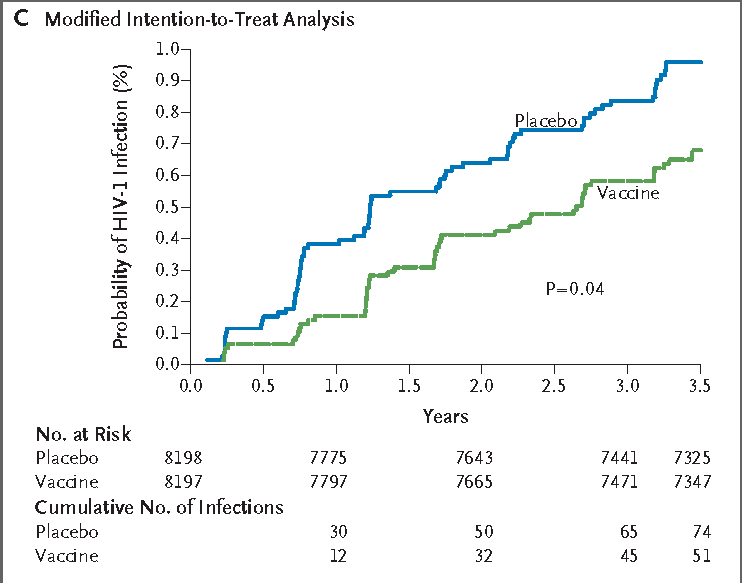 C Modified Intention-to-Treat Analysis
Probability of HIV-1 Infection (%)
1.0
0.9
0.8
0.7
0.6
0.5
0.4
0.3
0.2
0.1
0.0
Placebo
Vaccine
P=0.04
0.0 0.5 1.0 1.5 2.0 2.5 3.0 3.5
Years
No. at Risk
Placebo 8198 7775 7643 7441 7325
Vaccine 8197 7797 7665 7471 7347
Cumulative No. of Infections
Placebo 30 50 65 74
Vaccine 12 32 45 51